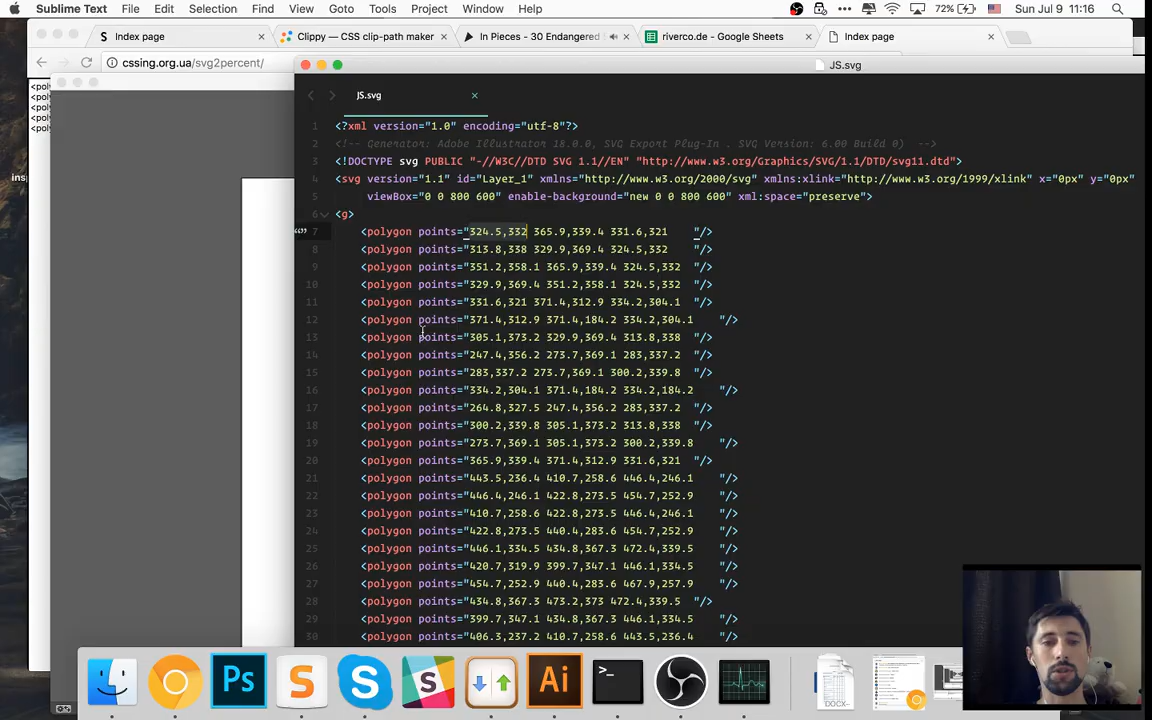 Sublime Text File Edit Selection Find View Goto Tools Project Window Help 72% Sun Jul 9 11:16
Index page Clippy — CSS clip-path maker In Pieces - 30 Endangered riverco.de - Google Sheets Index page
cssing.org.ua/svg2percent/
JS.svg
<poly
<poly
<poly
<poly
<poly
insp
JS.svg
1 <?xml version="1.0" encoding="utf-8"?>
2 <!-- Generator: Adobe Illustrator 18.0.0, SVG Export Plug-In . SVG Version: 6.00 Build 0) -->
3 <!DOCTYPE svg PUBLIC "-//W3C//DTD SVG 1.1//EN" "http://www.w3.org/Graphics/SVG/1.1/DTD/svg11.dtd">
4 <svg version="1.1" id="Layer_1" xmlns="http://www.w3.org/2000/svg" xmlns:xlink="http://www.w3.org/1999/xlink" x="0px" y="0px"
5 viewBox="0 0 800 600" enable-background="new 0 0 800 600" xml:space="preserve">
6 <g>
7 <polygon points="324.5,332 365.9,339.4 331.6,321 "/>
8 <polygon points="313.8,338 329.9,369.4 324.5,332 "/>
9 <polygon points="351.2,358.1 365.9,339.4 324.5,332 "/>
10 <polygon points="329.9,369.4 351.2,358.1 324.5,332 "/>
11 <polygon points="331.6,321 371.4,312.9 334.2,304.1 "/>
12 <polygon points="371.4,312.9 371.4,184.2 334.2,304.1 "/>
13 <polygon points="305.1,373.2 329.9,369.4 313.8,338 "/>
14 <polygon points="247.4,356.2 273.7,369.1 283,337.2 "/>
15 <polygon points="283,337.2 273.7,369.1 300.2,339.8 "/>
16 <polygon points="334.2,304.1 371.4,184.2 334.2,184.2 "/>
17 <polygon points="264.8,327.5 247.4,356.2 283,337.2 "/>
18 <polygon points="300.2,339.8 305.1,373.2 313.8,338 "/>
19 <polygon points="273.7,369.1 305.1,373.2 300.2,339.8 "/>
20 <polygon points="365.9,339.4 371.4,312.9 331.6,321 "/>
21 <polygon points="443.5,236.4 410.7,258.6 446.4,246.1 "/>
22 <polygon points="446.4,246.1 422.8,273.5 454.7,252.9 "/>
23 <polygon points="410.7,258.6 422.8,273.5 446.4,246.1 "/>
24 <polygon points="422.8,273.5 440.4,283.6 454.7,252.9 "/>
25 <polygon points="446.1,334.5 434.8,367.3 472.4,339.5 "/>
26 <polygon points="420.7,319.9 399.7,347.1 446.1,334.5 "/>
27 <polygon points="454.7,252.9 440.4,283.6 467.9,257.9 "/>
28 <polygon points="434.8,367.3 473.2,373 472.4,339.5 "/>
29 <polygon points="399.7,347.1 434.8,367.3 446.1,334.5 "/>
30 <polygon points="406.3,237.2 410.7,258.6 443.5,236.4 "/>
Ps
Ai
DOCX